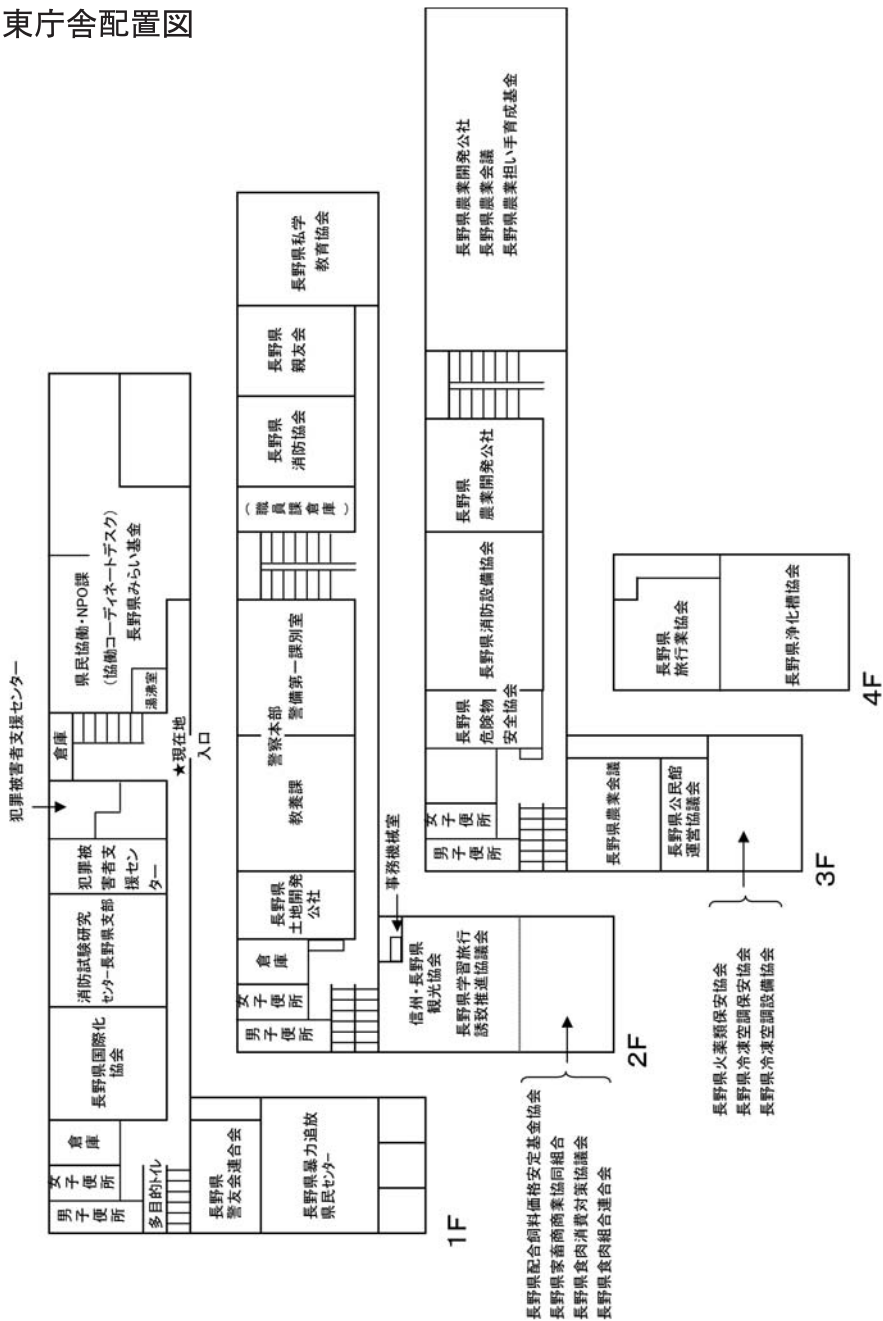 東庁舎配置図
犯罪被害者支援センター
県民協働・NPO課
（協働コーディネートデスク）
長野県みらい基金
湯沸室
倉庫
★現在地
入口
犯罪被
害者支
援セン
ター
消防試験研究
センター長野県支部
長野県国際化
協会
倉庫
女子便所
男子便所
多目的トイレ
長野県
警友会連合会
長野県暴力追放
県民センター
1F
長野県私学
教育協会
長野県
親友会
長野県
消防協会
（職員課倉庫）
警察本部
警備第一課別室
教養課
長野県
土地開発
公社
倉庫
女子便所
男子便所
事務機械室
信州・長野県
観光協会
長野県学習旅行
誘致推進協議会
長野県配合飼料価格安定基金協会
長野県家畜商商業協同組合
長野県食肉消費対策協議会
長野県食肉組合連合会
2F
長野県農業開発公社
長野県農業会議
長野県農業担い手育成基金
長野県
農業開発公社
長野県消防設備協会
長野県
危険物
安全協会
女子便所
男子便所
長野県農業会議
長野県公民館
運営協議会
長野県火薬類保安協会
長野県冷凍空調保安協会
長野県冷凍空調設備協会
3F
長野県
旅行業協会
長野県浄化槽協会
4F